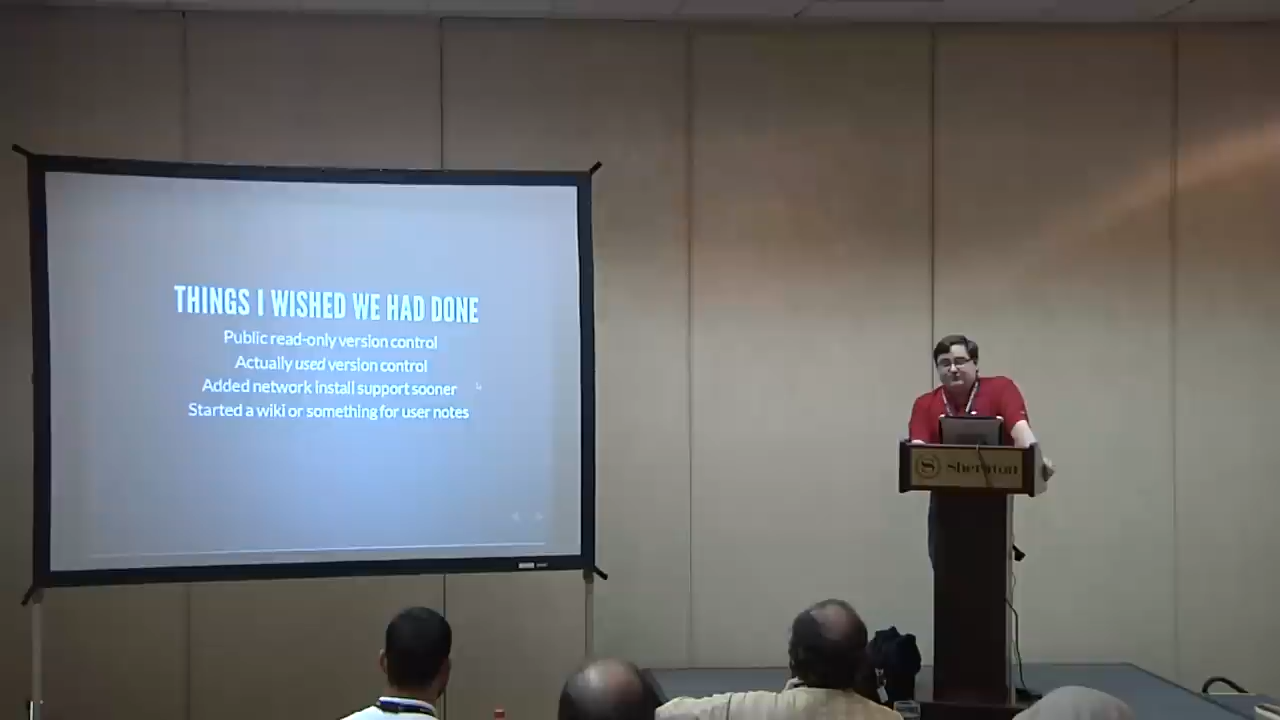 THINGS I WISHED WE HAD DONE
Public read-only version control
Actually used version control
Added network install support sooner
Started a wiki or something for user notes
Sheraton